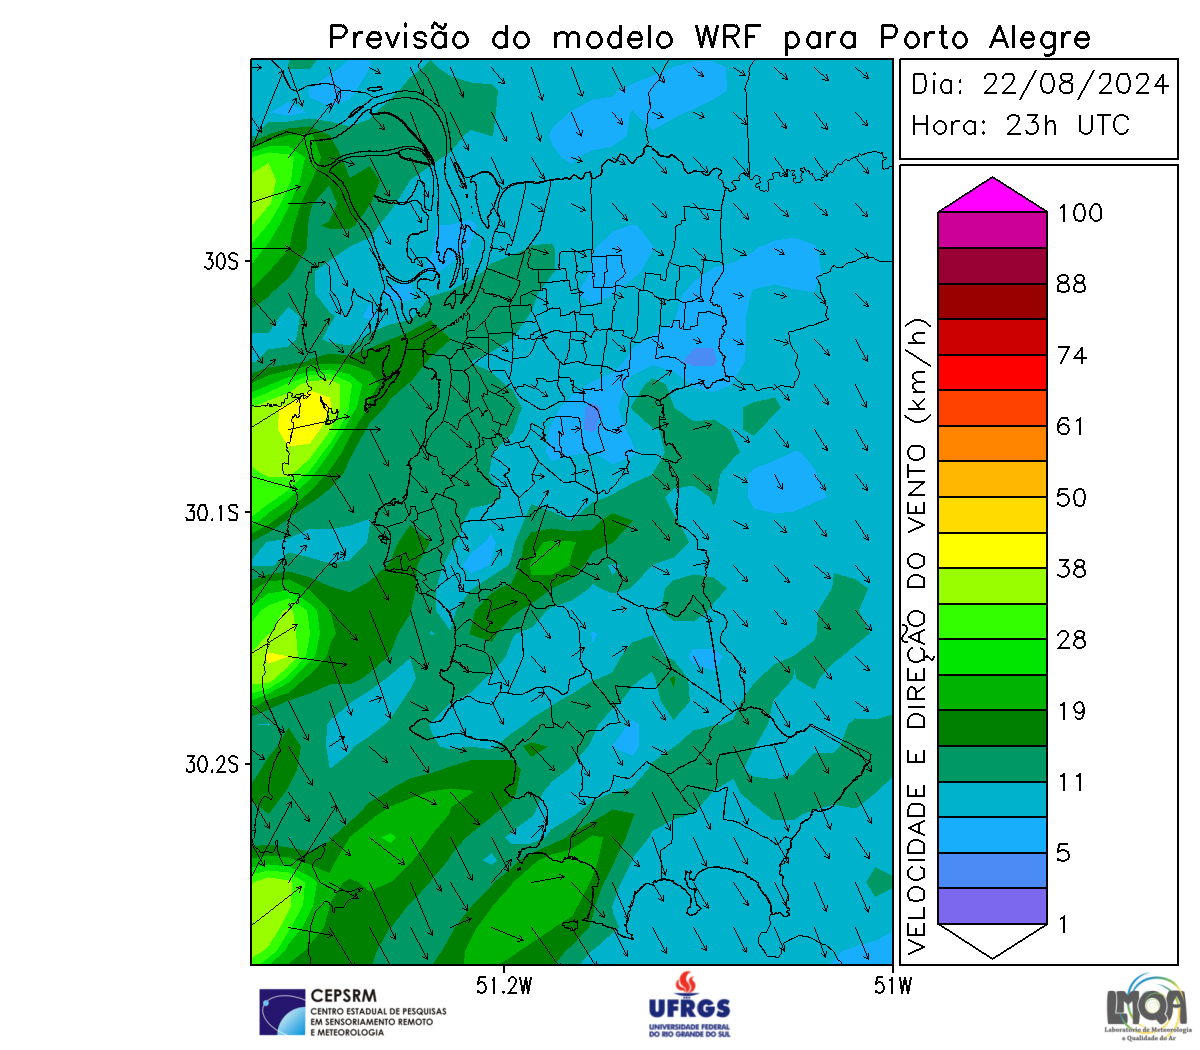 Previsão do modelo WRF para Porto Alegre
Dia: 22/08/2024
Hora: 23h UTC
30S
30.1S
30.2S
51.2W
51W
VELOCIDADE E DIREÇÃO DO VENTO (km/h)
100
88
74
61
50
38
28
19
11
5
1
CEPSRM
CENTRO ESTADUAL DE PESQUISAS
EM SENSORIAMENTO REMOTO
E METEOROLOGIA
UFRGS
UNIVERSIDADE FEDERAL
DO RIO GRANDE DO SUL
LMQA
Laboratório de Meteorologia
e Qualidade do Ar